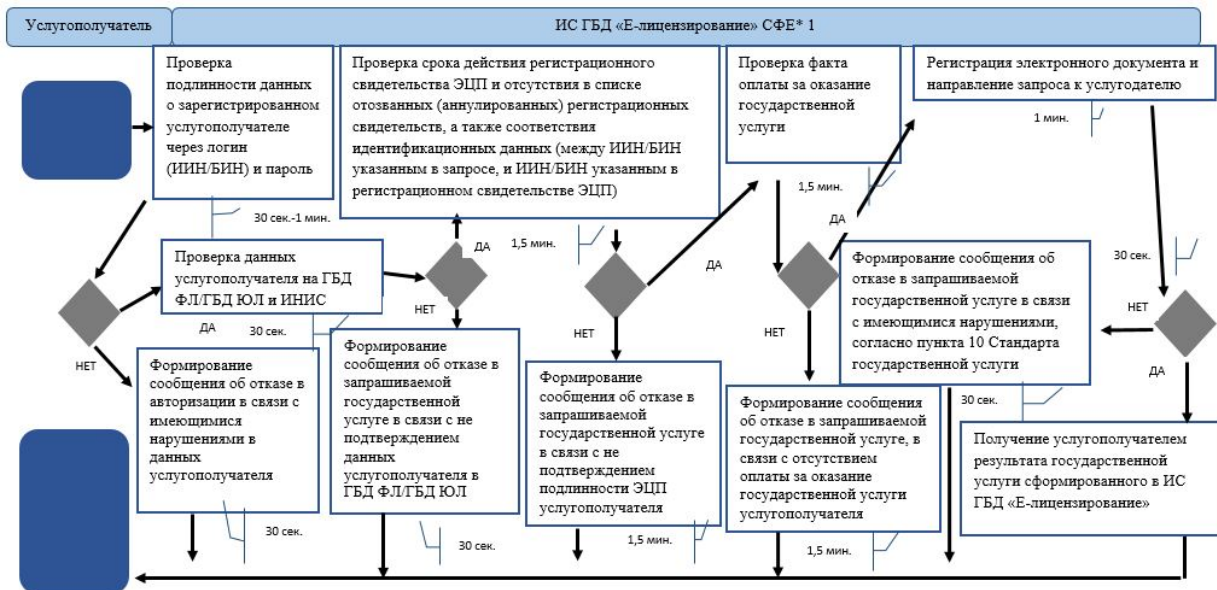 Услугополучатель
ИС ГБД «Е-лицензирование» СФЕ* 1
Проверка
подлинности данных
о зарегистрированном
услугополучателе
через логин
(ИИН/БИН) и пароль
30 сек.-1 мин.
Проверка срока действия регистрационного
свидетельства ЭЦП и отсутствия в списке
отозванных (аннулированных) регистрационных
свидетельств, а также соответствия
идентификационных данных (между ИИН/БИН
указанным в запросе, и ИИН/БИН указанным в
регистрационном свидетельстве ЭЦП)
1,5 мин.
Проверка факта
оплаты за оказание
государственной
услуги
1,5 мин.
Регистрация электронного документа и
направление запроса к услугодателю
1 мин.
Проверка данных
услугополучателя на ГБД
ФЛ/ГБД ЮЛ и ИНИС
30 сек.
ДА
НЕТ
ДА
НЕТ
ДА
НЕТ
ДА
НЕТ
Формирование сообщения об
отказе в запрашиваемой
государственной услуге в связи
с имеющимися нарушениями,
согласно пункта 10 Стандарта
государственной услуги
30 сек.
30 сек.
НЕТ
ДА
Формирование
сообщения об отказе в
авторизации в связи с
имеющимися
нарушениями в
данных
услугополучателя
30 сек.
Формирование
сообщения об отказе в
запрашиваемой
государственной
услуге в связи с не
подтверждением
данных
услугополучателя в
ГБД ФЛ/ГБД ЮЛ
30 сек.
Формирование
сообщения об отказе в
запрашиваемой
государственной услуге
в связи с не
подтверждением
подлинности ЭЦП
услугополучателя
1,5 мин.
Формирование сообщения
об отказе в запрашиваемой
государственной услуге, в
связи с отсутствием
оплаты за оказание
государственной услуги
услугополучателя
1,5 мин.
Получение услугополучателем
результата государственной
услуги сформированного в ИС
ГБД «Е-лицензирование»